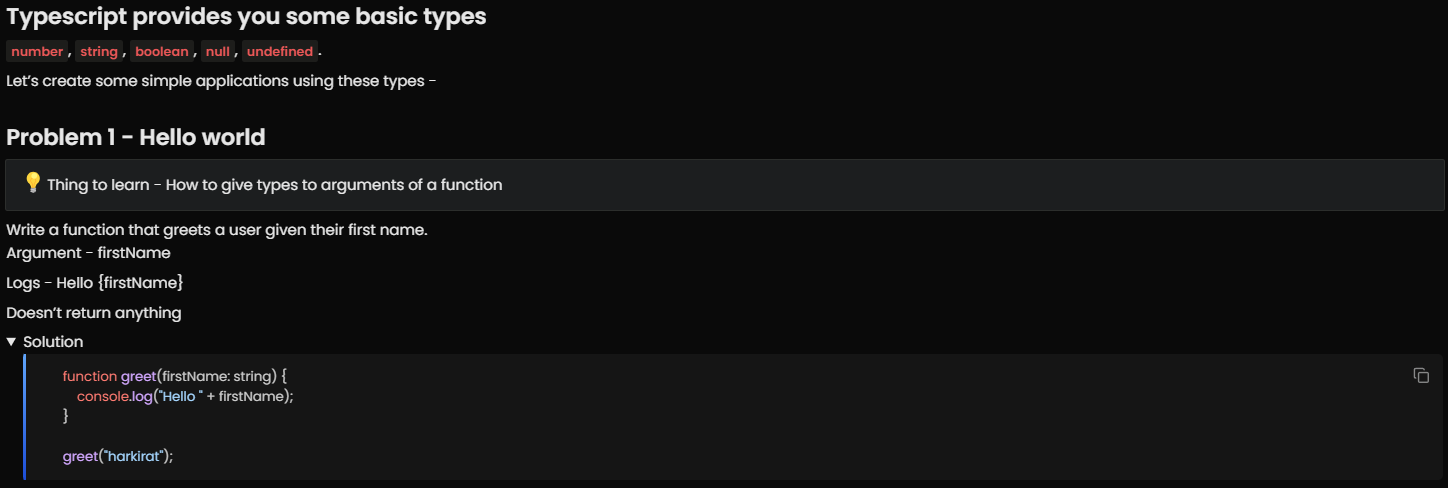 Typescript provides you some basic types
number, string, boolean, null, undefined.
Let’s create some simple applications using these types -
Problem 1 - Hello world
💡 Thing to learn - How to give types to arguments of a function
Write a function that greets a user given their first name.
Argument - firstName
Logs - Hello {firstName}
Doesn’t return anything
▼ Solution
function greet(firstName: string) {
    console.log("Hello " + firstName);
}
greet("harkirat");